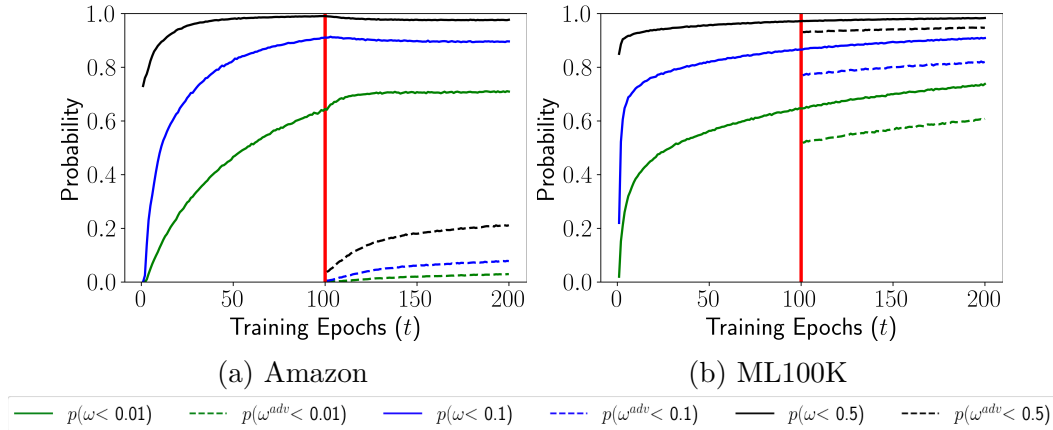 1.0
0.8
0.6
0.4
0.2
0.0
Probability
0 50 100 150 200
Training Epochs (t)
(a) Amazon
1.0
0.8
0.6
0.4
0.2
0.0
Probability
0 50 100 150 200
Training Epochs (t)
(b) ML100K
p(ω< 0.01) p(ω^{adv}< 0.01) p(ω< 0.1) p(ω^{adv}< 0.1) p(ω< 0.5) p(ω^{adv}< 0.5)